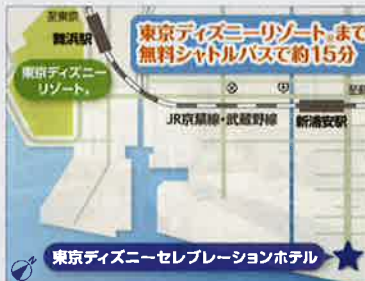 至東京
舞浜駅
東京ディズニーリゾート®まで
無料シャトルバスで約15分
東京ディズニー
リゾート®
JR京葉線・武蔵野線
新浦安駅
東京ディズニーセレブレーションホテル